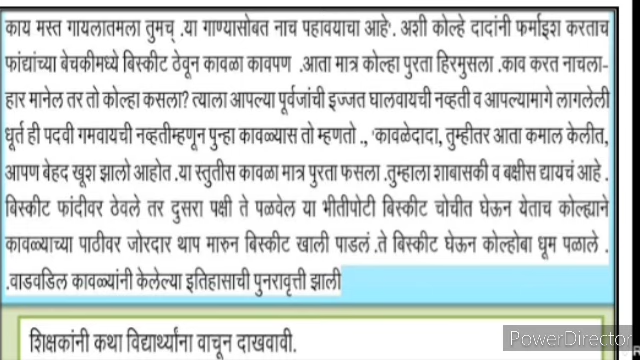 काय मस्त गायलातमला तुमच् .या गाण्यासोबत नाच पहावयाचा आहे'. अशी कोल्हे दादांनी फर्माइश करताच
फांद्यांच्या बेचकीमध्ये बिस्कीट ठेवून कावळा कावपण .आता मात्र कोल्हा पुरता हिरमुसला .काव करत नाचला-
हार मानेल तर तो कोल्हा कसला? त्याला आपल्या पूर्वजांची इज्जत घालवायची नव्हती व आपल्यामागे लागलेली
धूर्त ही पदवी गमवायची नव्हतीम्हणून पुन्हा कावळ्यास तो म्हणतो ., 'कावळेदादा, तुम्हीतर आता कमाल केलीत,
आपण बेहद खूश झालो आहोत .या स्तुतीस कावळा मात्र पुरता फसला .तुम्हाला शाबासकी व बक्षीस द्यायचं आहे .
बिस्कीट फांदीवर ठेवले तर दुसरा पक्षी ते पळवेल या भीतीपोटी बिस्कीट चोचीत घेऊन येताच कोल्ह्याने
कावळ्याच्या पाठीवर जोरदार थाप मारुन बिस्कीट खाली पाडलं .ते बिस्कीट घेऊन कोल्होबा धूम पळाले .
.वाडवडिल कावळ्यांनी केलेल्या इतिहासाची पुनरावृत्ती झाली
शिक्षकांनी कथा विद्यार्थ्यांना वाचून दाखवावी.
PowerDirector